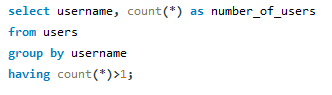 select username, count(*) as number_of_users
from users
group by username
having count(*)>1;